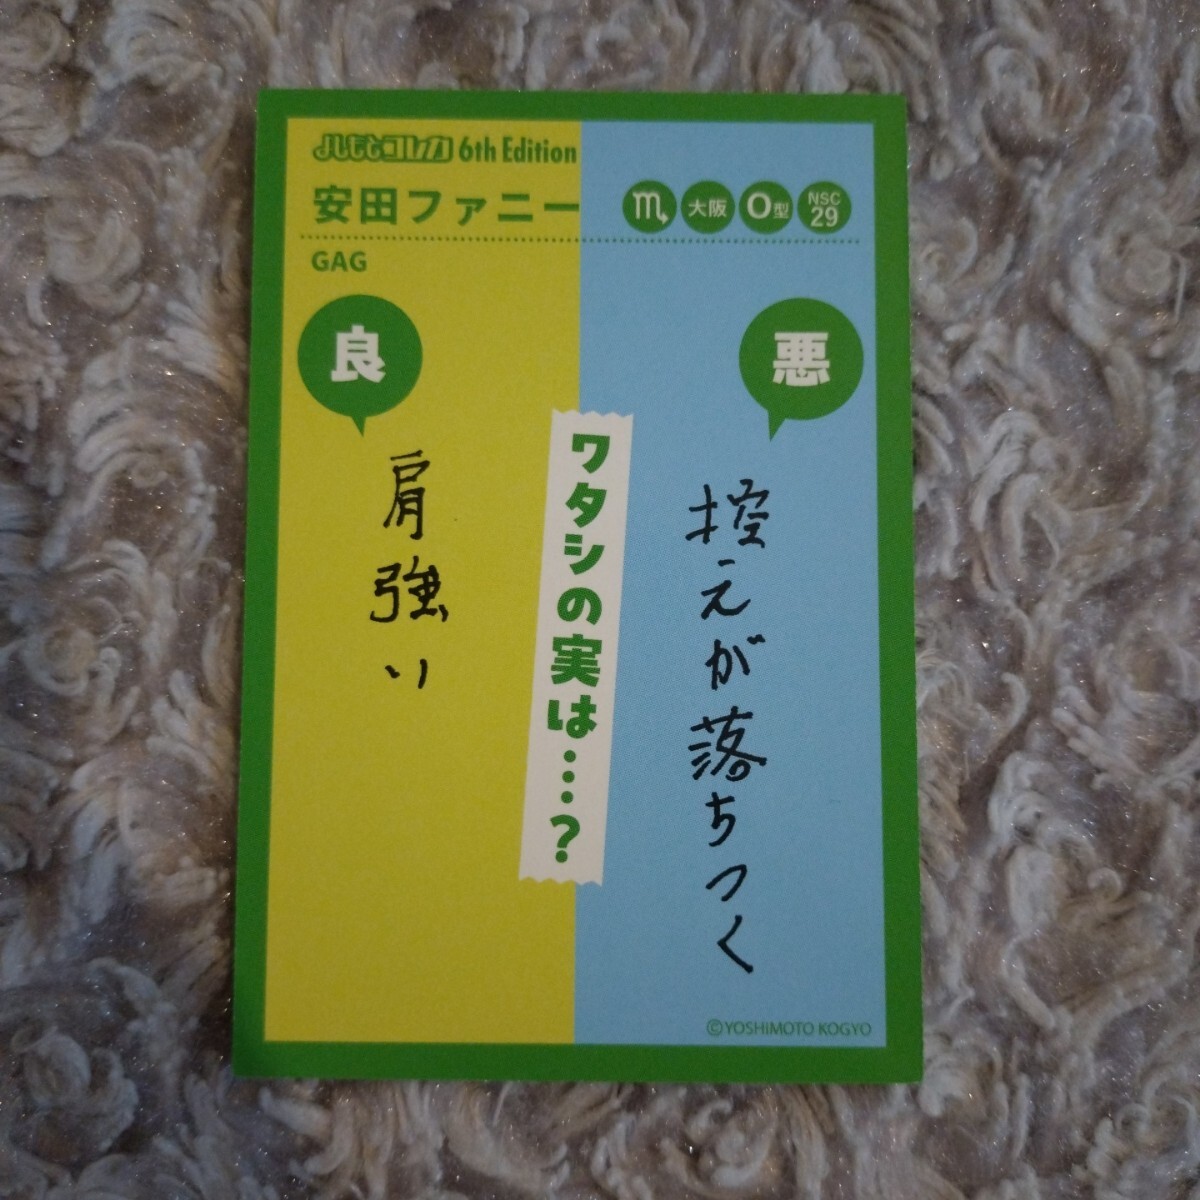 よしもとコレカ 6th Edition
安田ファニー
♏ 大阪 O型 NSC 29
GAG
良
肩強い
ワタシの実は…?
悪
控えが落ちつく
©YOSHIMOTO KOGYO